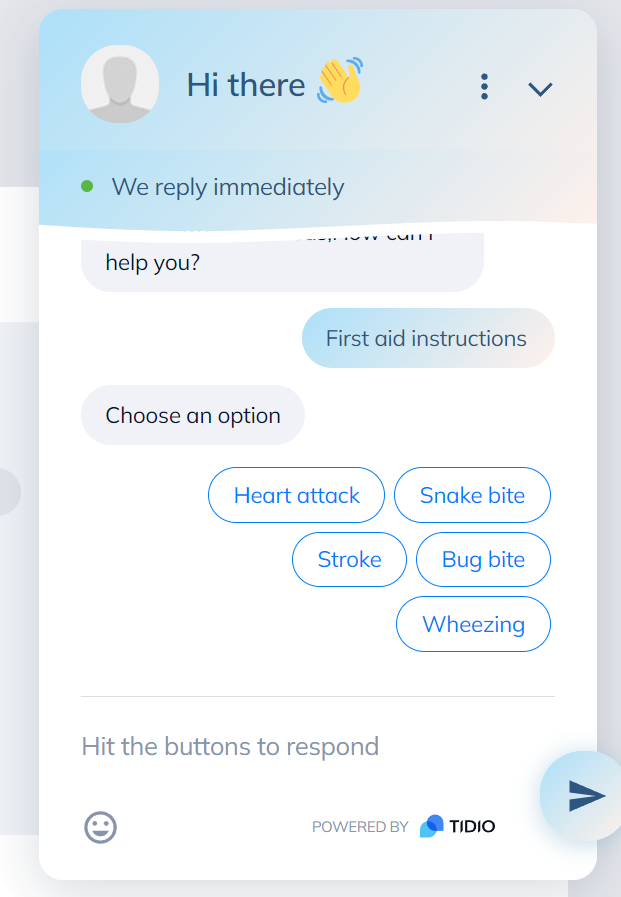 Hi there
We reply immediately
help you?
First aid instructions
Choose an option
Heart attack Snake bite
Stroke Bug bite
Wheezing
Hit the buttons to respond
POWERED BY TIDIO